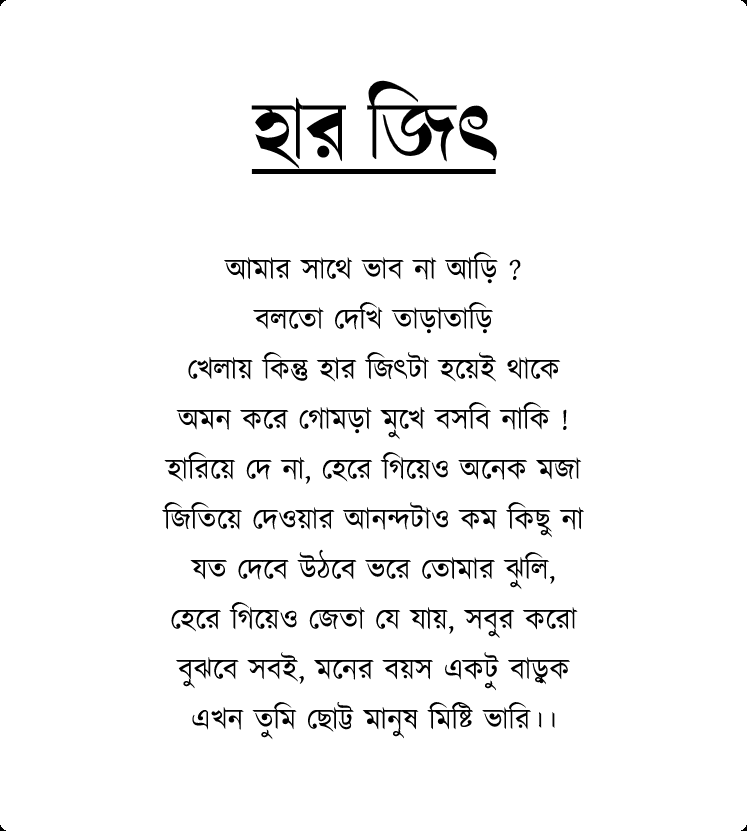 হার জিৎ
আমার সাথে ভাব না আড়ি ?
বলতো দেখি তাড়াতাড়ি
খেলায় কিন্তু হার জিৎটা হয়েই থাকে
অমন করে গোমড়া মুখে বসবি নাকি !
হারিয়ে দে না, হেরে গিয়েও অনেক মজা
জিতিয়ে দেওয়ার আনন্দটাও কম কিছু না
যত দেবে উঠবে ভরে তোমার ঝুলি,
হেরে গিয়েও জেতা যে যায়, সবুর করো
বুঝবে সবই, মনের বয়স একটু বাড়ুক
এখন তুমি ছোট্ট মানুষ মিষ্টি ভারি।।